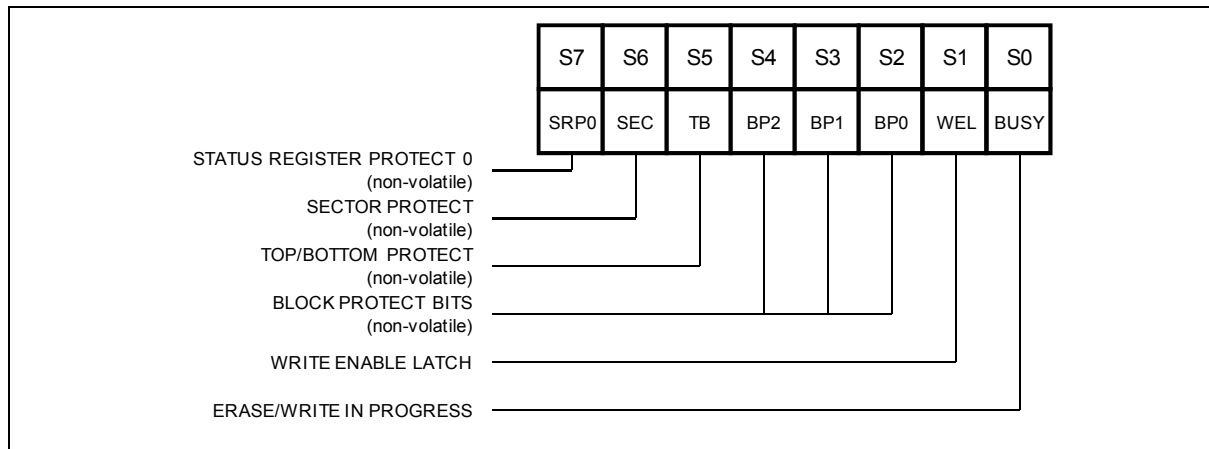 S7 S6 S5 S4 S3 S2 S1 S0
SRP0 SEC TB BP2 BP1 BP0 WEL BUSY
STATUS REGISTER PROTECT 0
(non-volatile)
SECTOR PROTECT
(non-volatile)
TOP/BOTTOM PROTECT
(non-volatile)
BLOCK PROTECT BITS
(non-volatile)
WRITE ENABLE LATCH
ERASE/WRITE IN PROGRESS